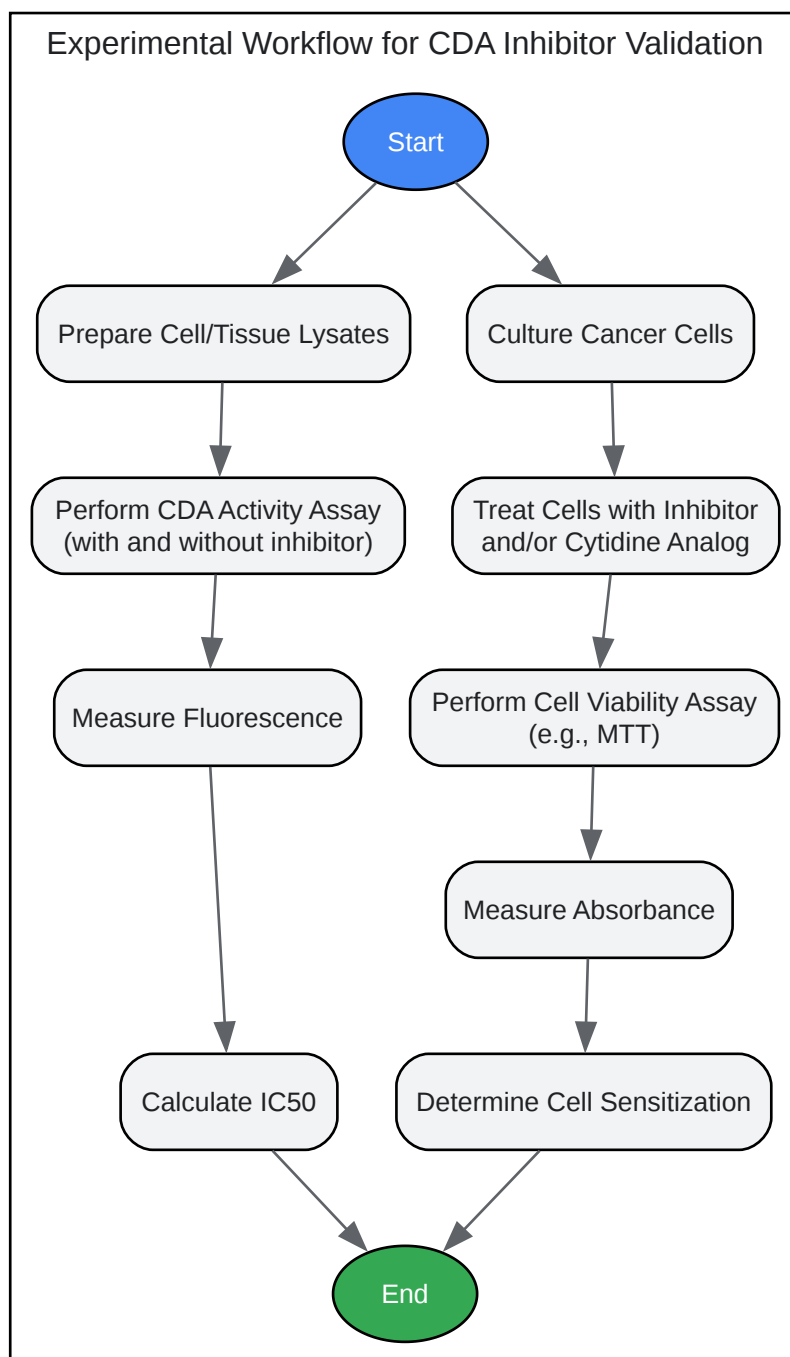 Experimental Workflow for CDA Inhibitor Validation
Start
Prepare Cell/Tissue Lysates
Culture Cancer Cells
Perform CDA Activity Assay
(with and without inhibitor)
Treat Cells with Inhibitor
and/or Cytidine Analog
Measure Fluorescence
Perform Cell Viability Assay
(e.g., MTT)
Measure Absorbance
Calculate IC50
Determine Cell Sensitization
End